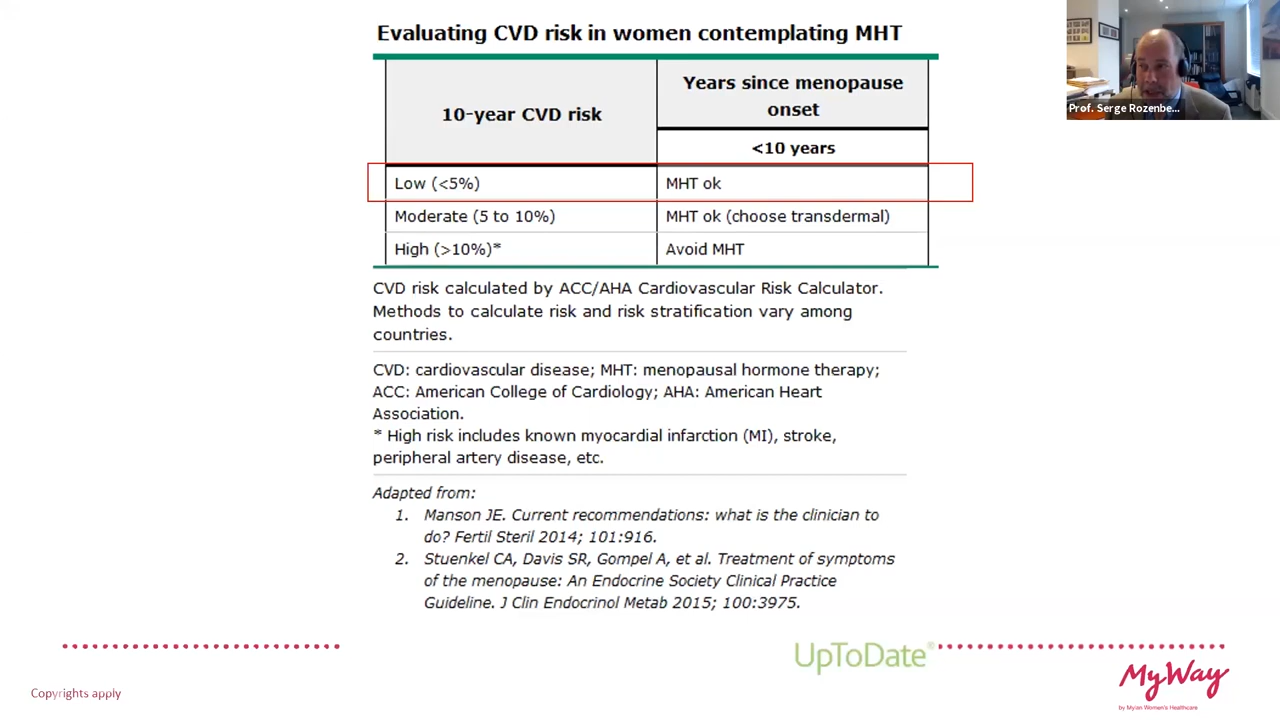 Evaluating CVD risk in women contemplating MHT
10-year CVD risk
Years since menopause
onset
<10 years
Low (<5%)
MHT ok
Moderate (5 to 10%)
MHT ok (choose transdermal)
High (>10%)*
Avoid MHT
CVD risk calculated by ACC/AHA Cardiovascular Risk Calculator.
Methods to calculate risk and risk stratification vary among
countries.
CVD: cardiovascular disease; MHT: menopausal hormone therapy;
ACC: American College of Cardiology; AHA: American Heart
Association.
* High risk includes known myocardial infarction (MI), stroke,
peripheral artery disease, etc.
Adapted from:
1. Manson JE. Current recommendations: what is the clinician to
do? Fertil Steril 2014; 101:916.
2. Stuenkel CA, Davis SR, Gompel A, et al. Treatment of symptoms
of the menopause: An Endocrine Society Clinical Practice
Guideline. J Clin Endocrinol Metab 2015; 100:3975.
Prof. Serge Rozenbe...
UpToDate®
MyWay
by Mylan Women's Healthcare
Copyrights apply